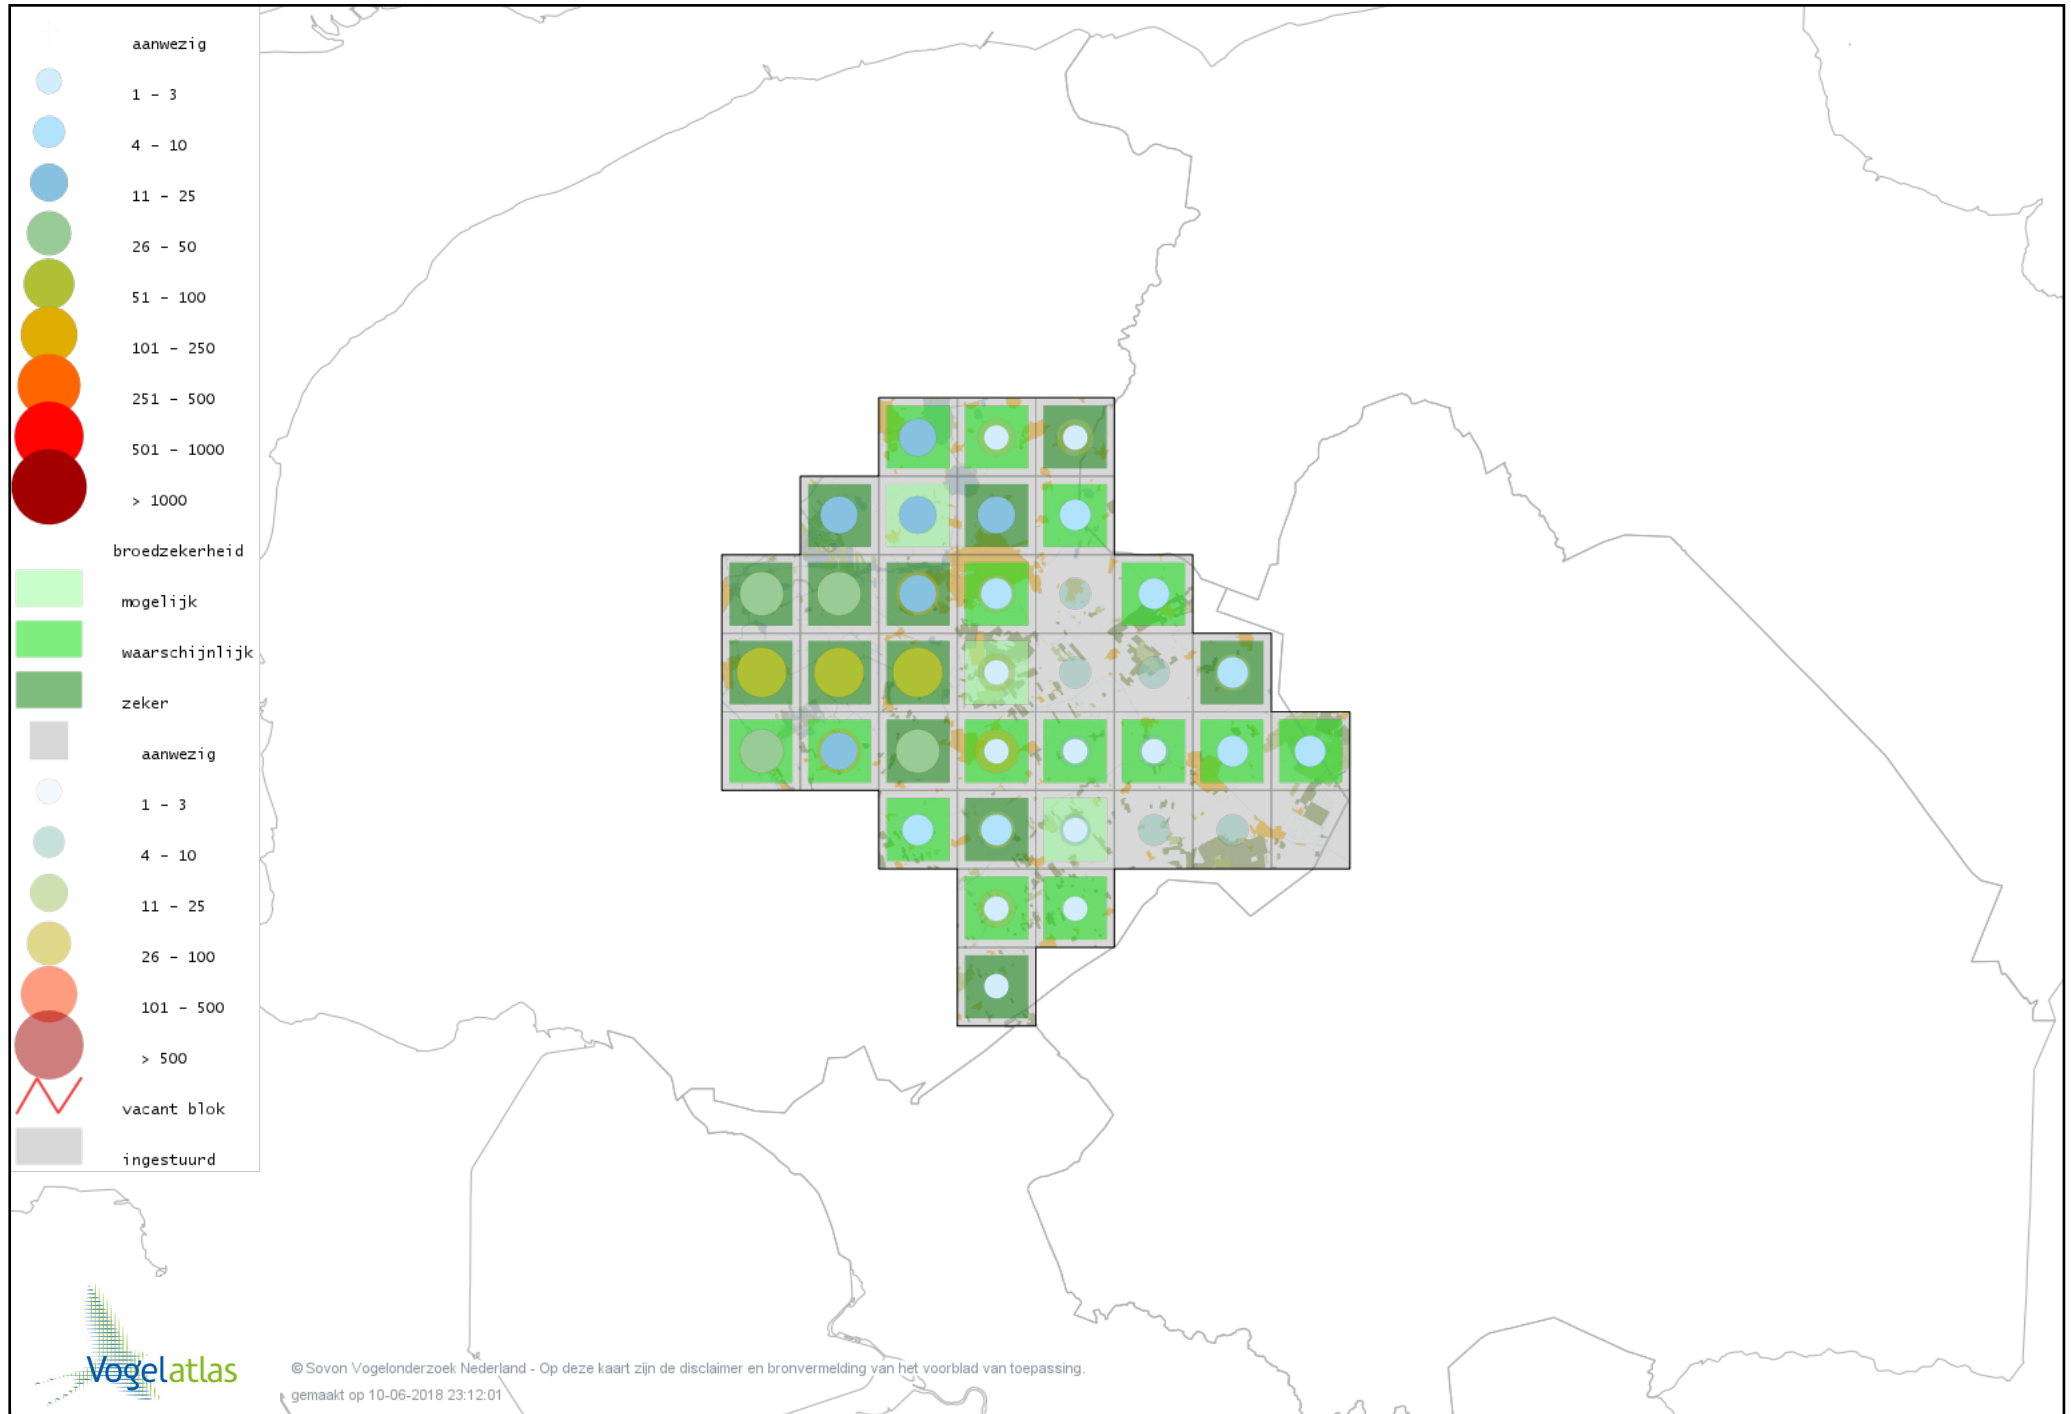 aanwezig
1 - 3
4 - 10
11 - 25
26 - 50
51 - 100
101 - 250
251 - 500
501 - 1000
> 1000
broedzekerheid
mogelijk
waarschijnlijk
zeker
aanwezig
1 - 3
4 - 10
11 - 25
26 - 100
101 - 500
> 500
vacant blok
ingestuurd
Vogelatlas
© Sovon Vogelonderzoek Nederland - Op deze kaart zijn de disclaimer en bronvermelding van het voorblad van toepassing.
gemaakt op 10-06-2018 23:12:01